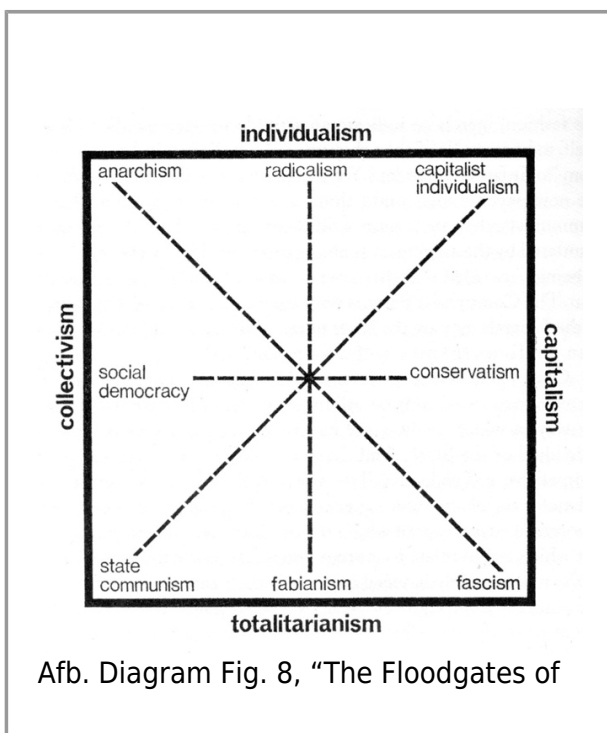 individualism
anarchism
radicalism
capitalist
individualism
collectivism
capitalism
social
democracy
conservatism
state
communism
fabianism
fascism
totalitarianism
Afb. Diagram Fig. 8, “The Floodgates of